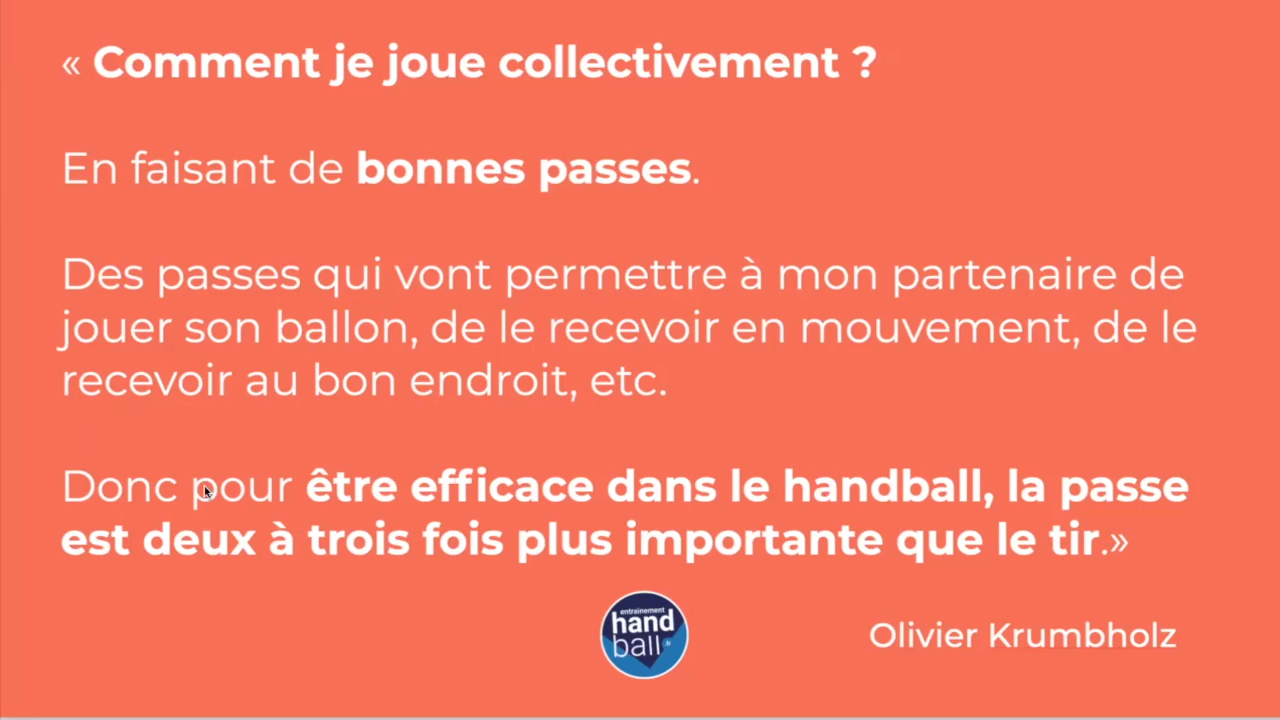 « Comment je joue collectivement ?
En faisant de bonnes passes.
Des passes qui vont permettre à mon partenaire de
jouer son ballon, de le recevoir en mouvement, de le
recevoir au bon endroit, etc.
Donc pour être efficace dans le handball, la passe
est deux à trois fois plus importante que le tir.»
entrainement
hand
ball.fr
Olivier Krumbholz